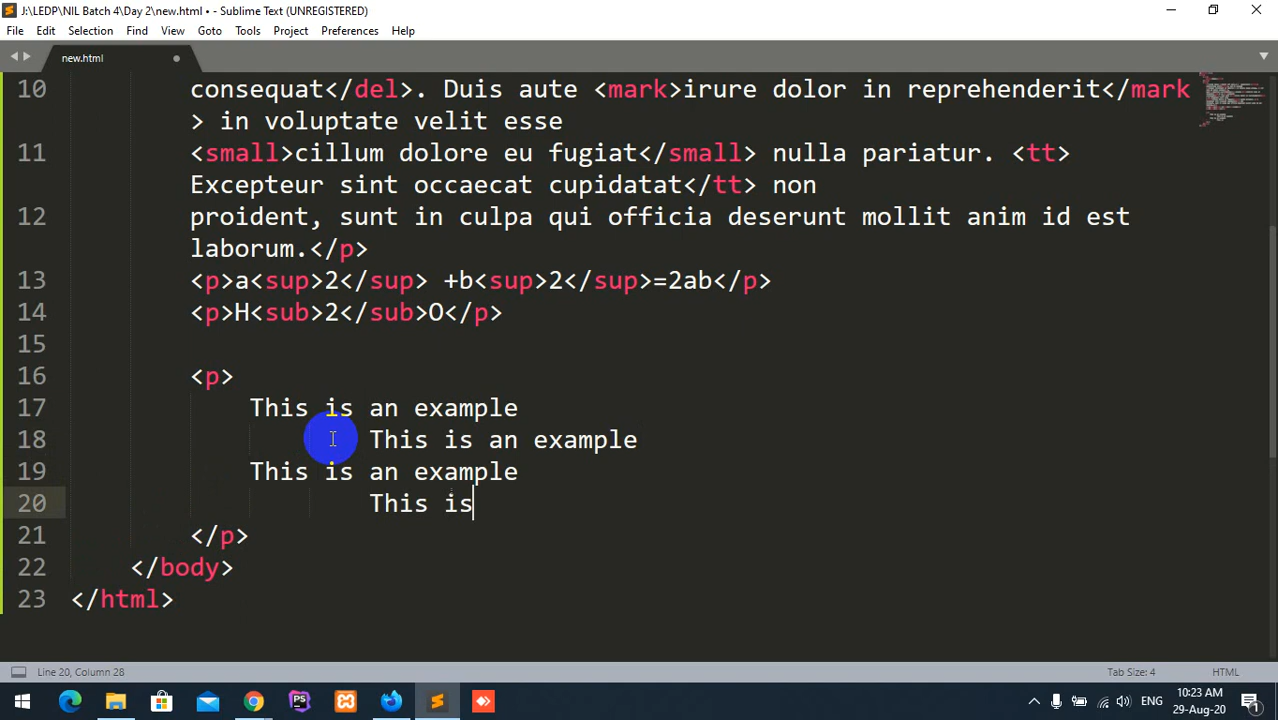 J:\LEDP\NIL Batch 4\Day 2\new.html • - Sublime Text (UNREGISTERED)
File Edit Selection Find View Goto Tools Project Preferences Help
new.html
10 consequat</del>. Duis aute <mark>irure dolor in reprehenderit</mark
> in voluptate velit esse
11 <small>cillum dolore eu fugiat</small> nulla pariatur. <tt>
Excepteur sint occaecat cupidatat</tt> non
12 proident, sunt in culpa qui officia deserunt mollit anim id est
laborum.</p>
13 <p>a<sup>2</sup> +b<sup>2</sup>=2ab</p>
14 <p>H<sub>2</sub>O</p>
15
16 <p>
17 This is an example
18 This is an example
19 This is an example
20 This is
21 </p>
22 </body>
23 </html>
Line 20, Column 28 Tab Size: 4 HTML
ENG 10:23 AM
29-Aug-20